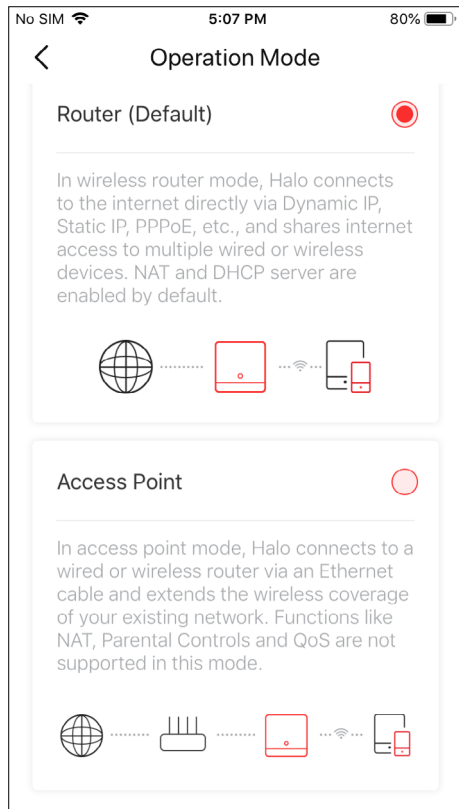 No SIM 5:07 PM 80%
Operation Mode
Router (Default)
In wireless router mode, Halo connects
to the internet directly via Dynamic IP,
Static IP, PPPoE, etc., and shares internet
access to multiple wired or wireless
devices. NAT and DHCP server are
enabled by default.
Access Point
In access point mode, Halo connects to a
wired or wireless router via an Ethernet
cable and extends the wireless coverage
of your existing network. Functions like
NAT, Parental Controls and QoS are not
supported in this mode.